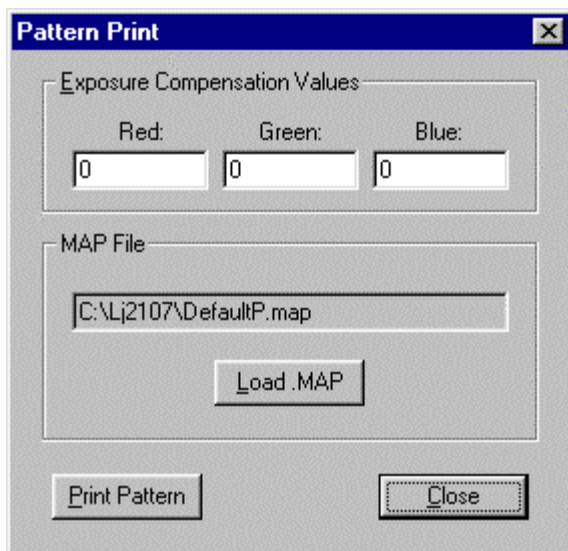 Pattern Print
Exposure Compensation Values
Red: Green: Blue:
0 0 0
MAP File
C:\Lj2107\DefaultP.map
Load .MAP
Print Pattern Close